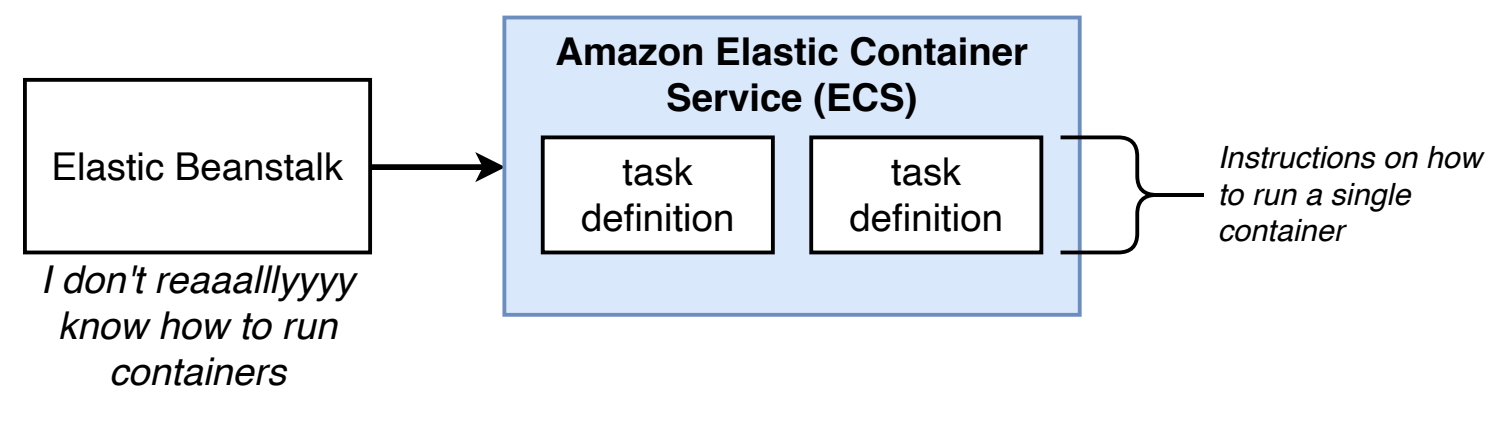 Elastic Beanstalk
I don't reaaalllyyyy
know how to run
containers
Amazon Elastic Container
Service (ECS)
task
definition
task
definition
Instructions on how
to run a single
container